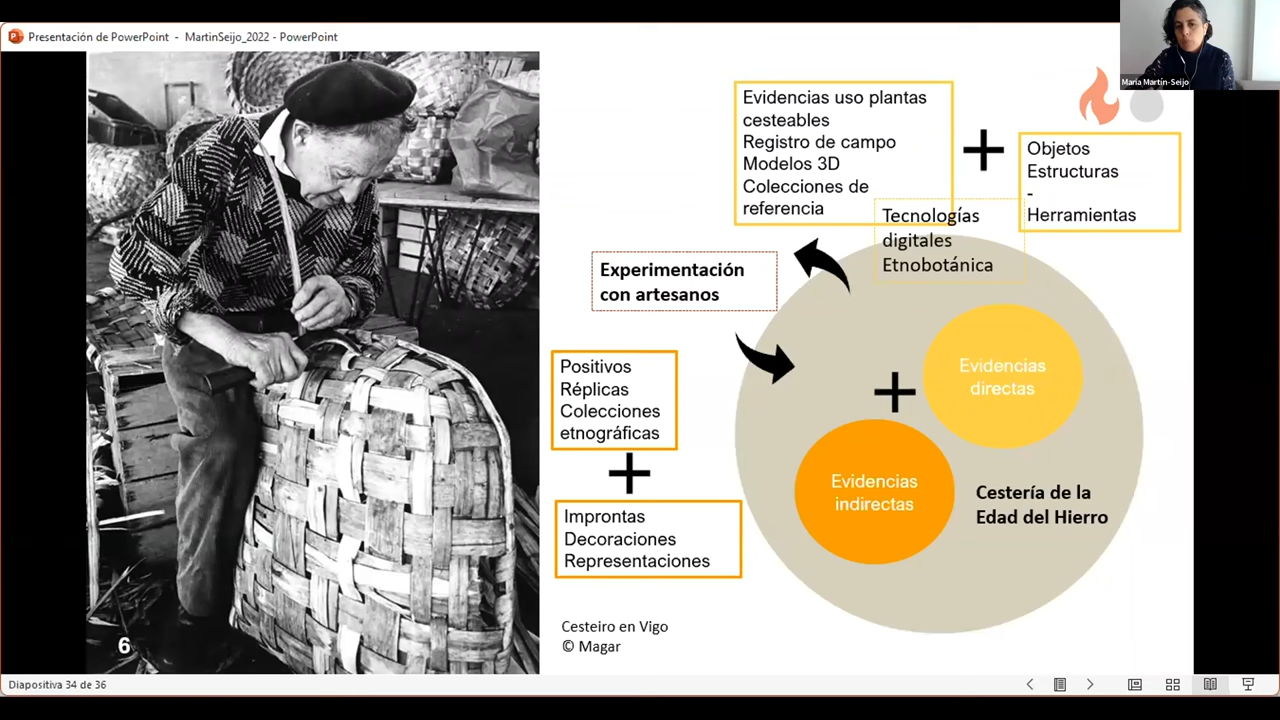 Presentación de PowerPoint - MartinSeijo_2022 - PowerPoint
María Martín-Seijo
Evidencias uso plantas
cesteables
Registro de campo
Modelos 3D
Colecciones de
referencia
Objetos
Estructuras
-
Herramientas
Tecnologías
digitales
Etnobotánica
Experimentación
con artesanos
Positivos
Réplicas
Colecciones
etnográficas
Evidencias
directas
Evidencias
indirectas
Cestería de la
Edad del Hierro
Improntas
Decoraciones
Representaciones
Cesteiro en Vigo
© Magar
6
Diapositiva 34 de 36